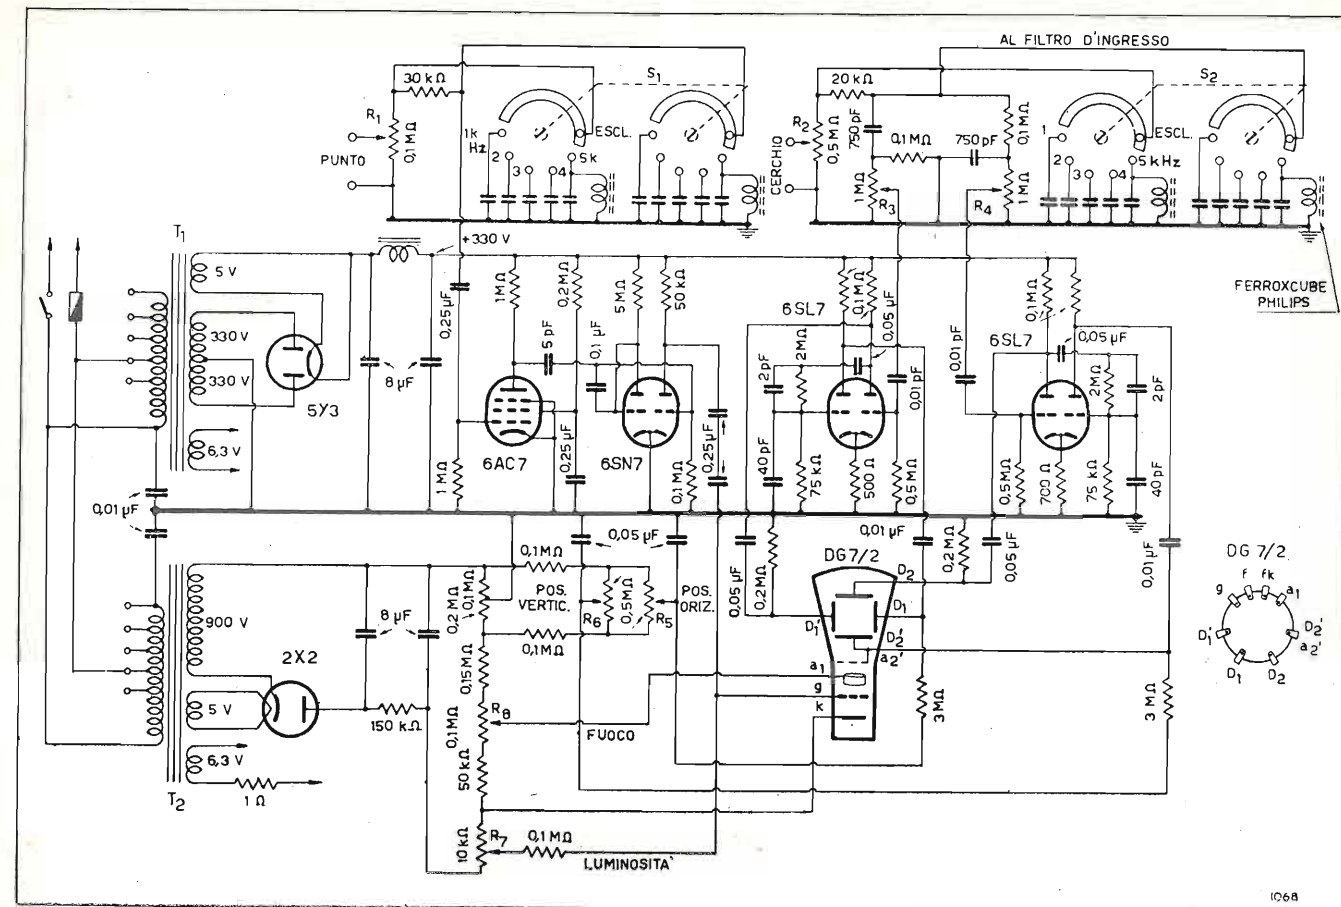 AL FILTRO D'INGRESSO
30 kΩ
S1
20 kΩ
S2
R1
0,1 MΩ
1k Hz
ESCL.
2
3
4
5k
PUNTO
R2
0,5 MΩ
750 pF
0,1 MΩ
750 pF
0,1 MΩ
1
ESCL.
2
3
4
5 kHz
CERCHIO
1 MΩ
R3
R4
1 MΩ
T1
+330 V
FERROXCUBE
PHILIPS
5 V
330 V
330 V
5Y3
6,3 V
8 µF
0,25 µF
1 MΩ
0,2 MΩ
5 MΩ
50 kΩ
5 pF
0,1 µF
6AC7
6SN7
1 MΩ
0,25 µF
0,1 MΩ
0,25 µF
6SL7
0,1 MΩ
0,05 µF
2 MΩ
2 pF
0,01 pF
40 pF
75 kΩ
500 Ω
0,5 MΩ
0,01 pF
0,1 MΩ
6SL7
0,05 µF
2 MΩ
2 pF
0,5 MΩ
700 Ω
75 kΩ
40 pF
0,01 µF
0,1 MΩ
0,05 µF
POS. VERTIC.
0,5 MΩ
R6
R5
POS. ORIZ.
0,1 MΩ
0,2 MΩ
0,1 MΩ
0,05 µF
0,2 MΩ
DG 7/2
0,01 µF
0,2 MΩ
0,05 µF
0,01 µF
D2
D1
D1'
D2'
a1
a2'
g
k
DG 7/2
f
fk
g
a1
D1'
D2'
a2'
D1
D2
900 V
8 µF
2X2
5 V
150 kΩ
6,3 V
1 Ω
T2
0,15 MΩ
0,1 MΩ
R8
FUOCO
50 kΩ
10 kΩ
R7
0,1 MΩ
LUMINOSITA'
3 MΩ
3 MΩ
1068